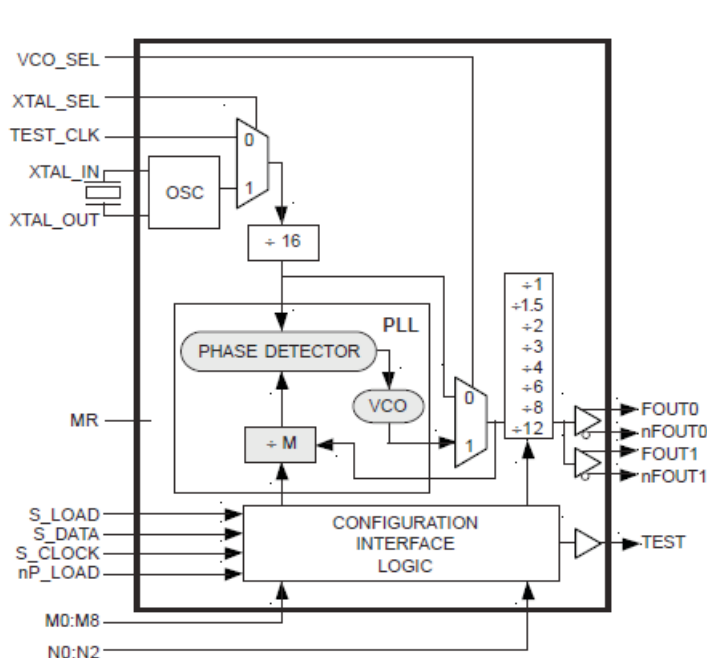 VCO_SEL
XTAL_SEL
TEST_CLK
0
XTAL_IN
OSC
1
XTAL_OUT
÷ 16
÷1
÷1.5
÷2
÷3
÷4
÷6
÷8
÷12
PLL
PHASE DETECTOR
VCO
0
1
MR
÷ M
FOUT0
nFOUT0
FOUT1
nFOUT1
S_LOAD
S_DATA
S_CLOCK
nP_LOAD
CONFIGURATION
INTERFACE
LOGIC
TEST
M0:M8
N0:N2